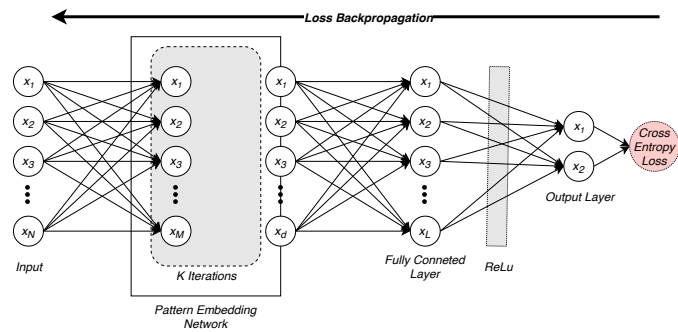 Loss Backpropagation
x1 x1 x1 x1
x2 x2 x2 x2 x1 Cross
Entropy
Loss
x3 x3 x3 x3 x2
xN xM xd xL
Output Layer
Input K Iterations Fully Conneted
Layer ReLu
Pattern Embedding
Network